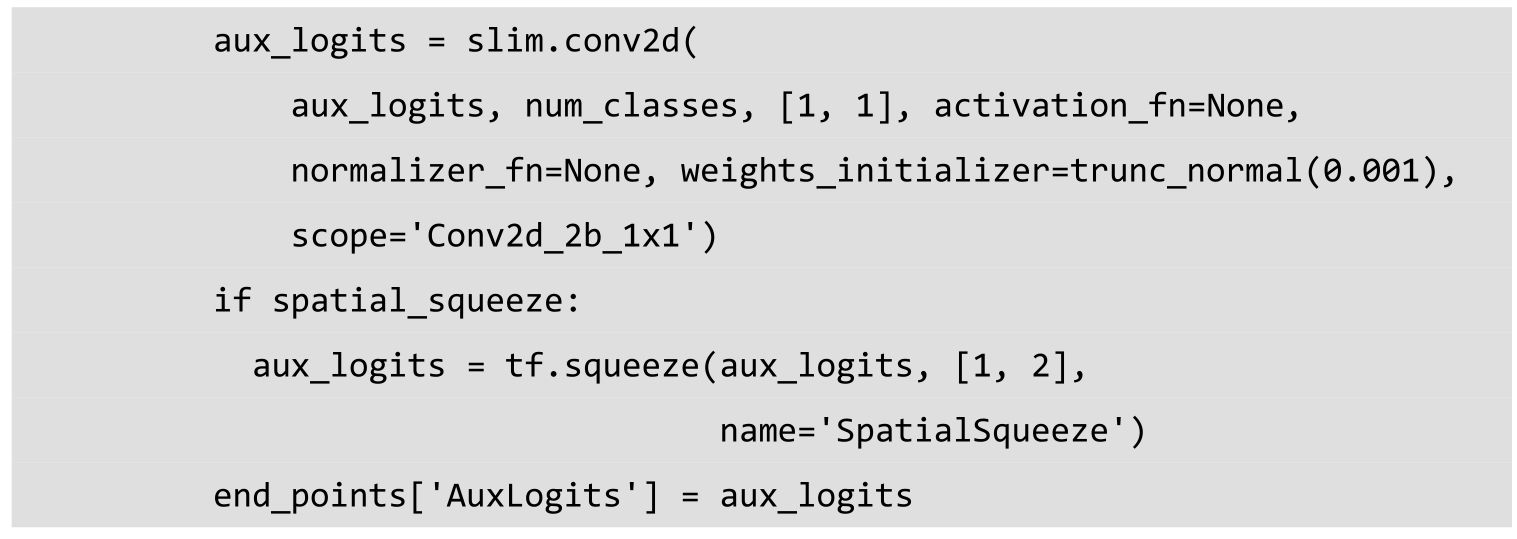 aux_logits = slim.conv2d(
            aux_logits, num_classes, [1, 1], activation_fn=None,
            normalizer_fn=None, weights_initializer=trunc_normal(0.001),
            scope='Conv2d_2b_1x1')
        if spatial_squeeze:
          aux_logits = tf.squeeze(aux_logits, [1, 2],
                                  name='SpatialSqueeze')
        end_points['AuxLogits'] = aux_logits